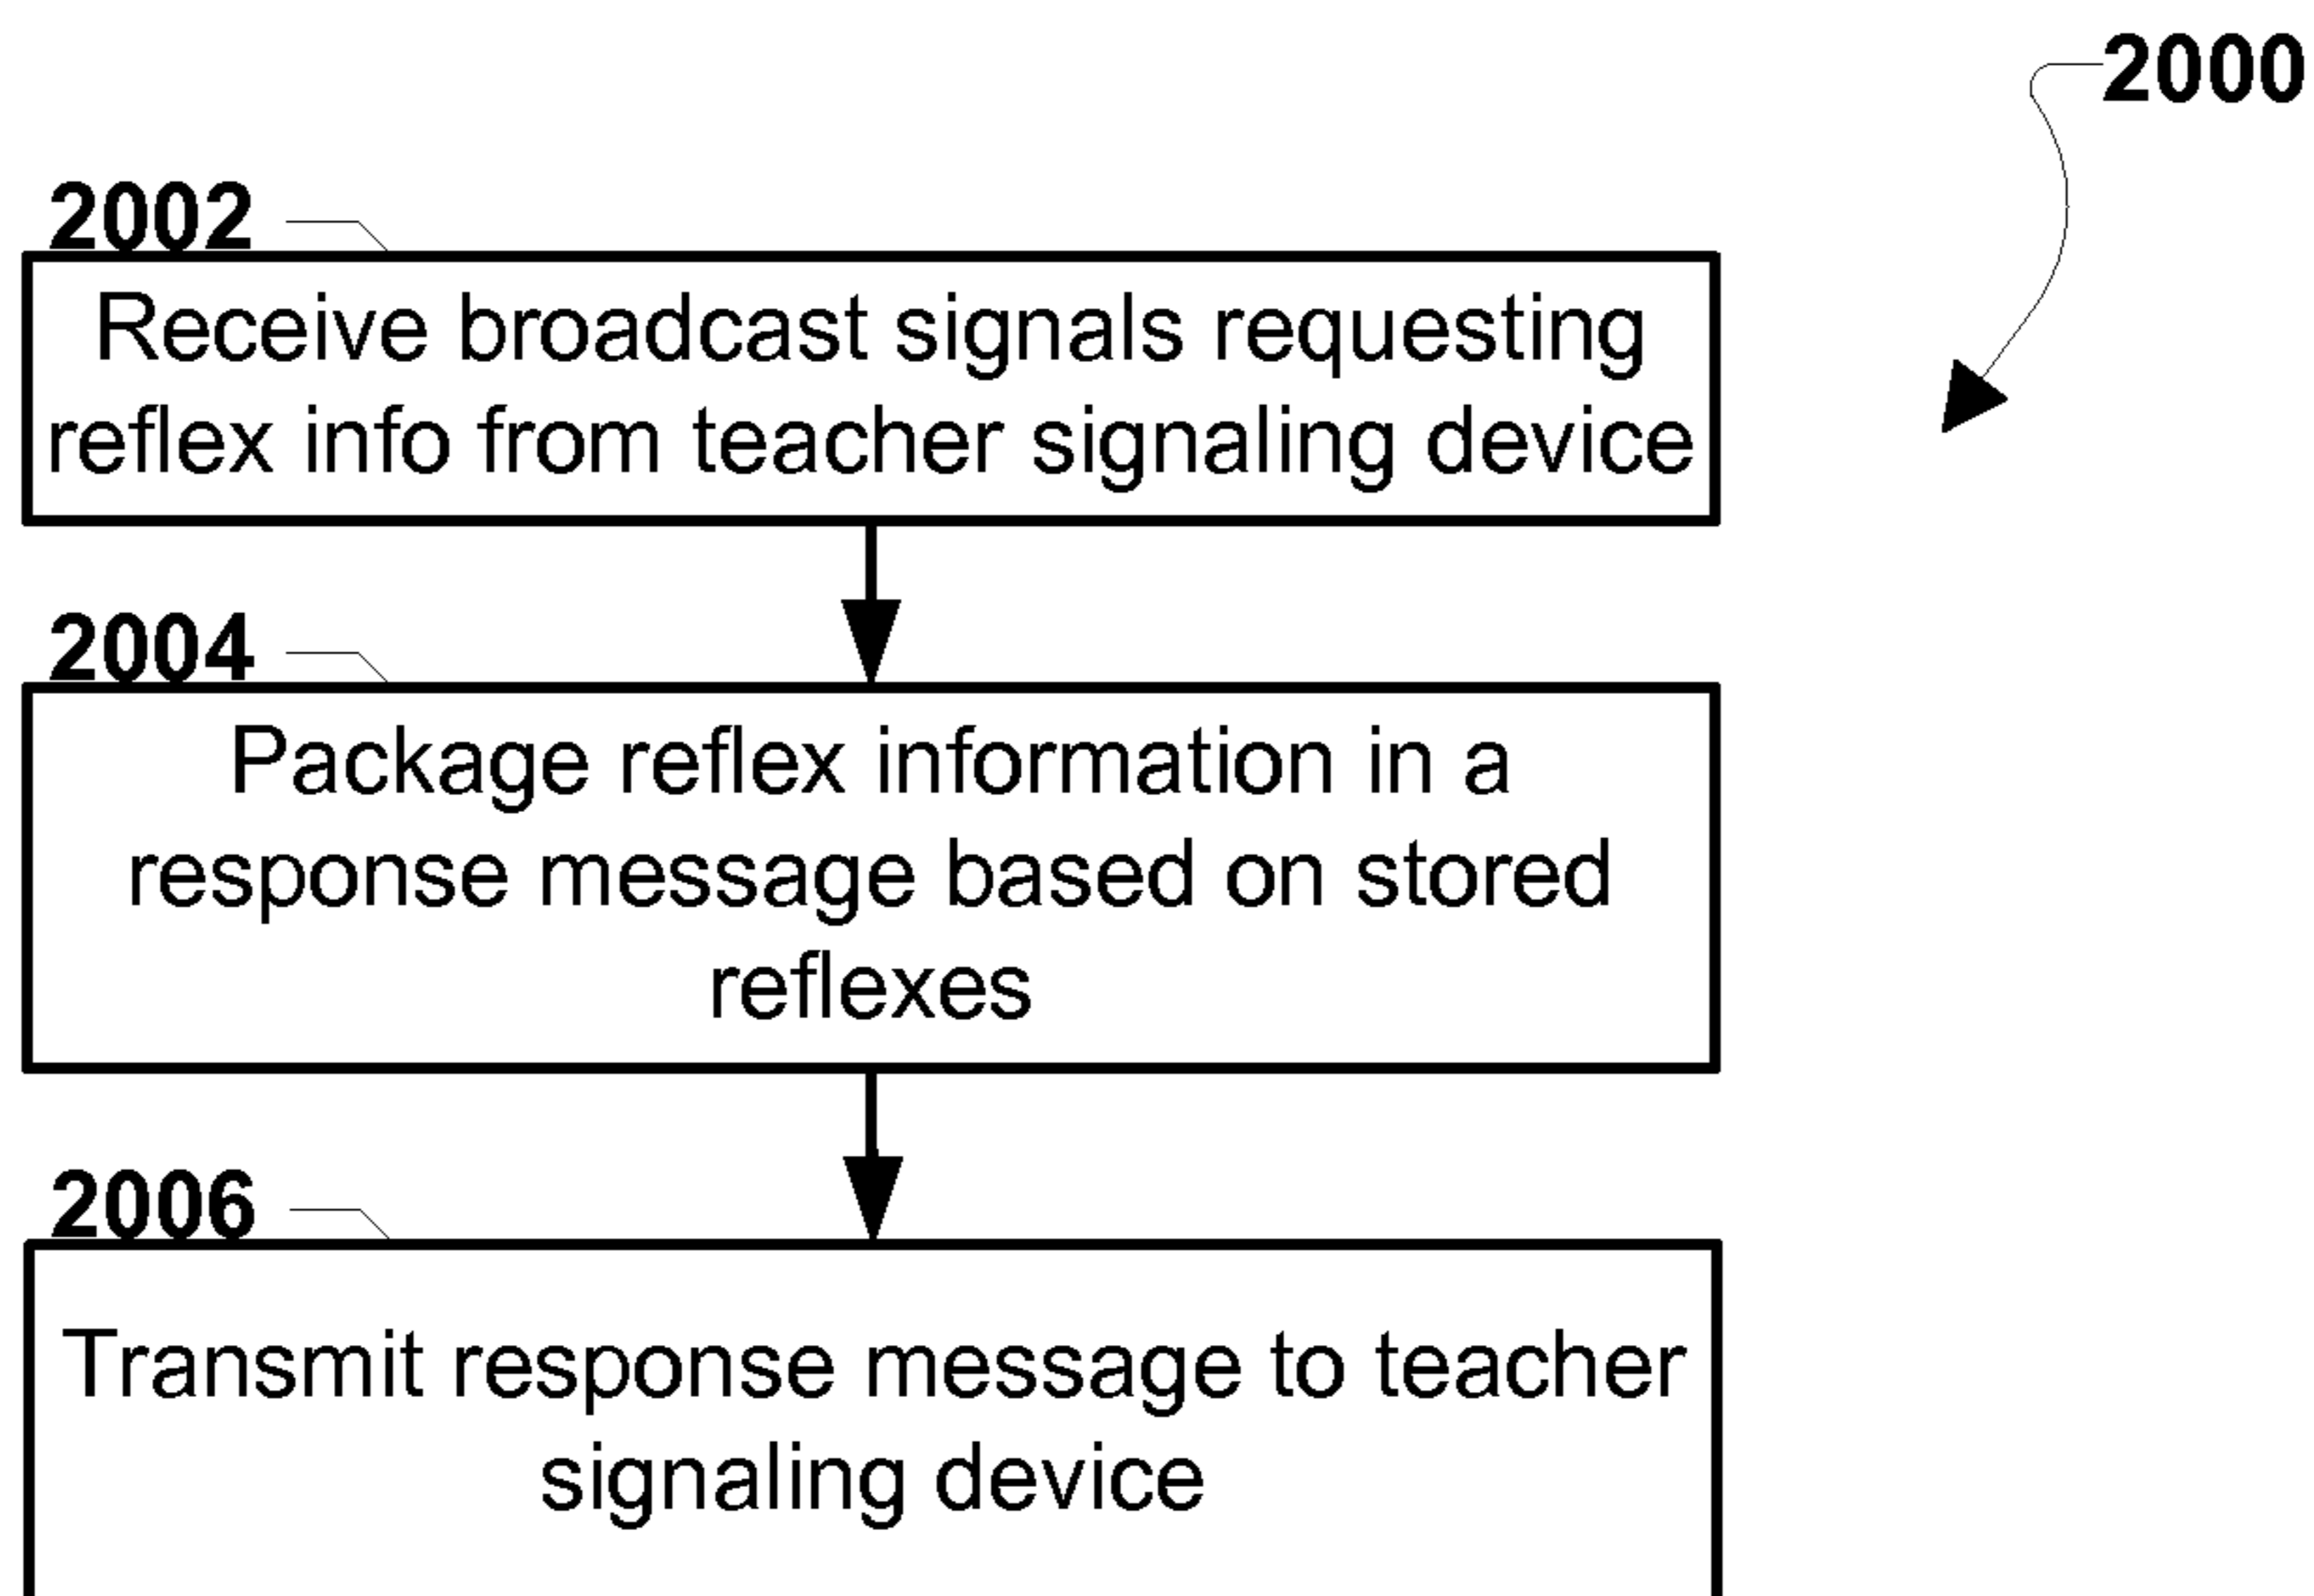 2000
2002
Receive broadcast signals requesting
reflex info from teacher signaling device
2004
Package reflex information in a
response message based on stored
reflexes
2006
Transmit response message to teacher
signaling device